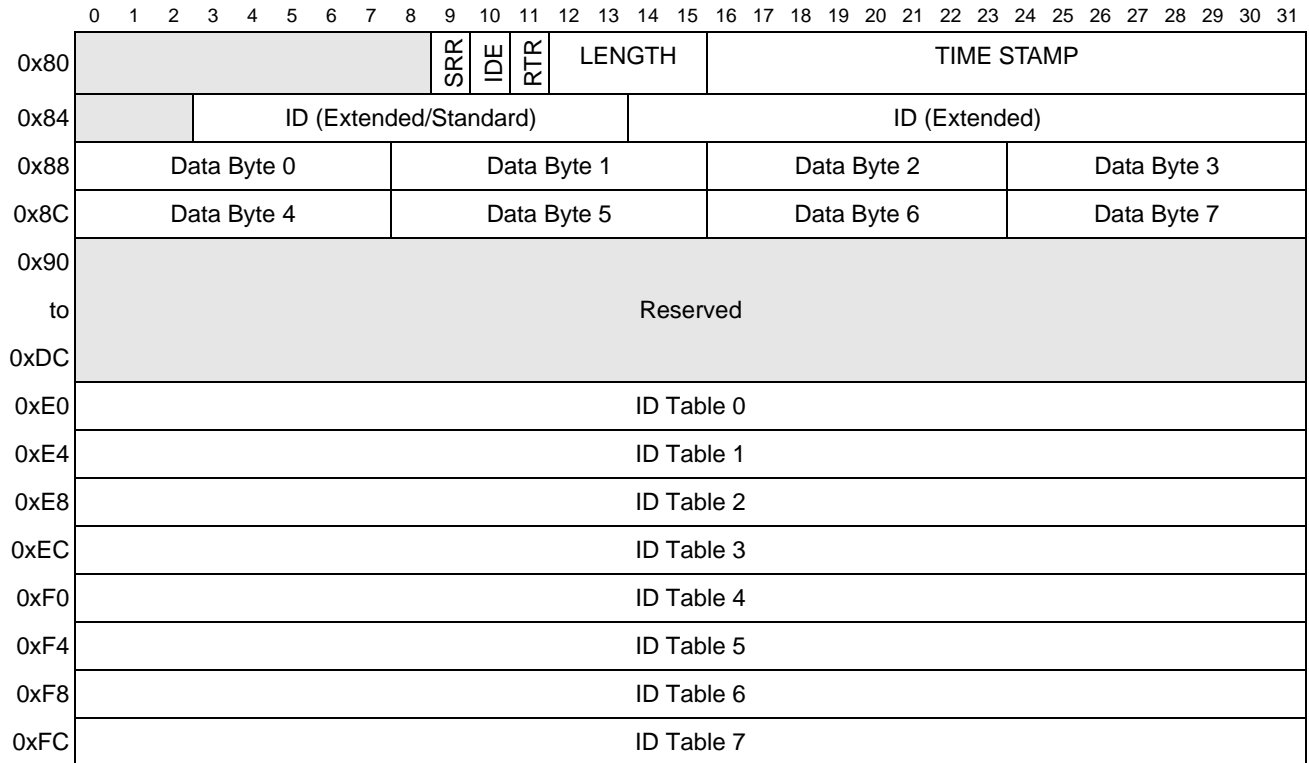 0 1 2 3 4 5 6 7 8 9 10 11 12 13 14 15 16 17 18 19 20 21 22 23 24 25 26 27 28 29 30 31
0x80 SRR IDE RTR LENGTH TIME STAMP
0x84 ID (Extended/Standard) ID (Extended)
0x88 Data Byte 0 Data Byte 1 Data Byte 2 Data Byte 3
0x8C Data Byte 4 Data Byte 5 Data Byte 6 Data Byte 7
0x90
to Reserved
0xDC
0xE0 ID Table 0
0xE4 ID Table 1
0xE8 ID Table 2
0xEC ID Table 3
0xF0 ID Table 4
0xF4 ID Table 5
0xF8 ID Table 6
0xFC ID Table 7